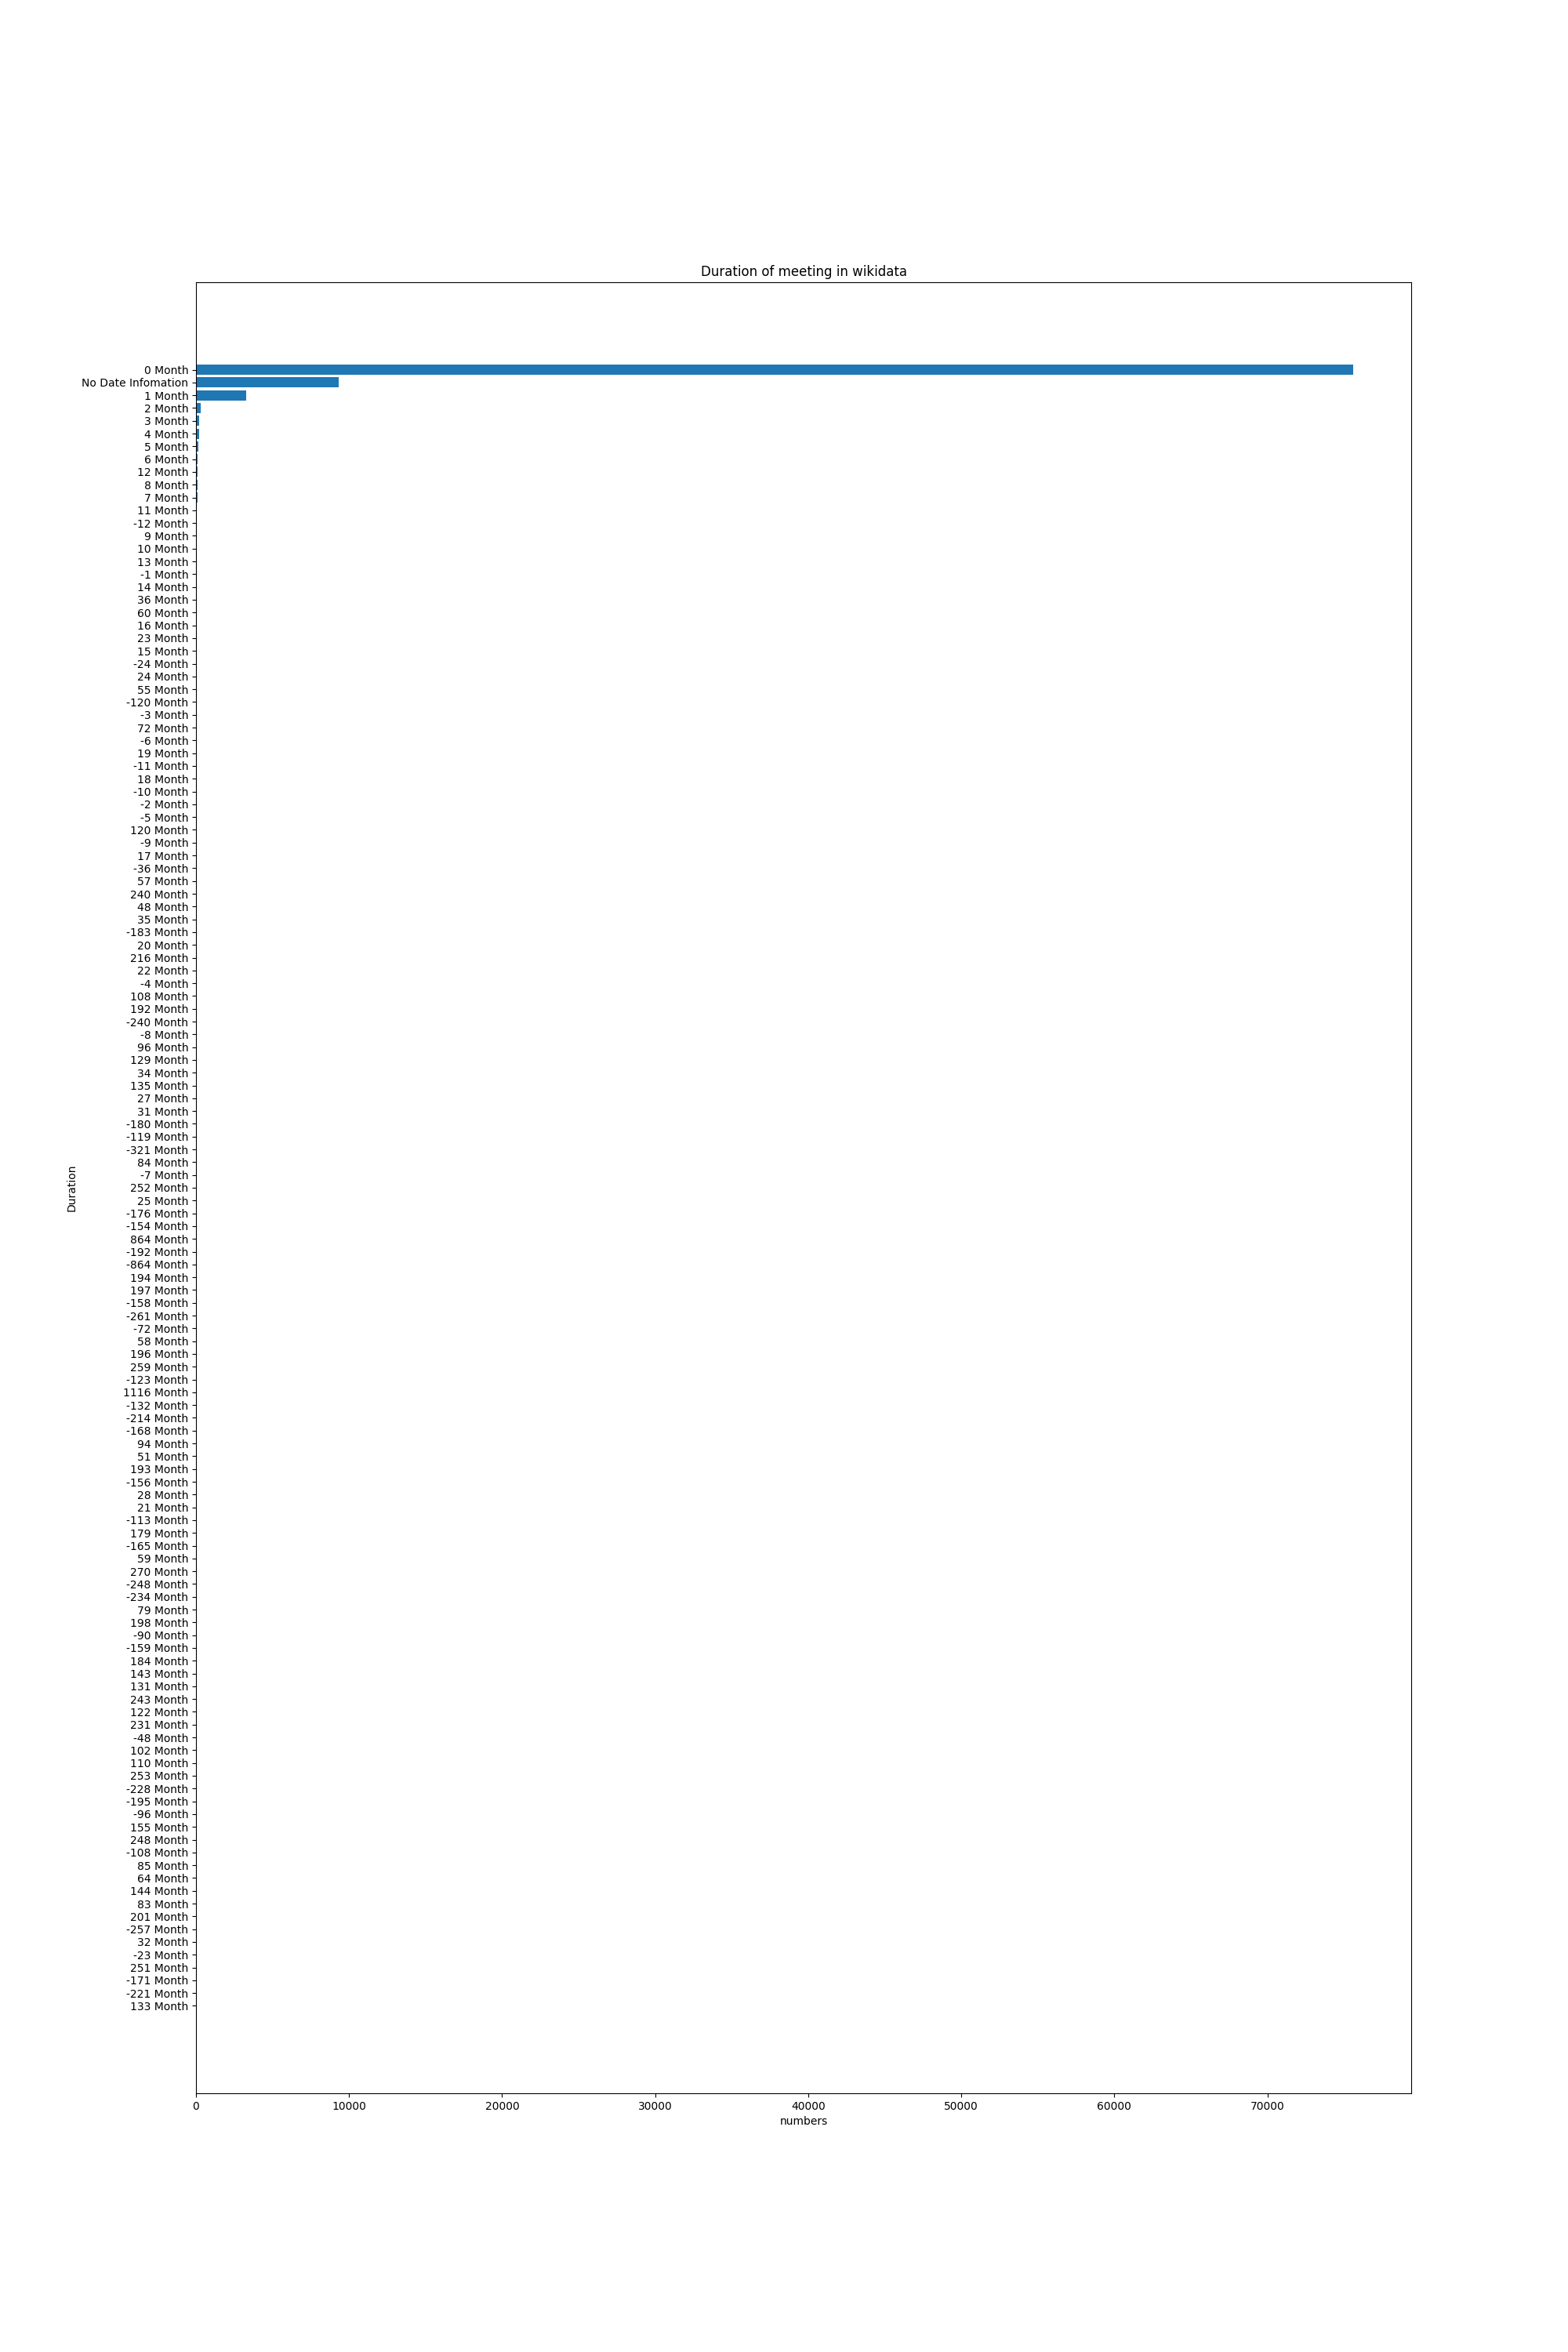 Duration of meeting in wikidata
0 Month
No Date Infomation
1 Month
2 Month
3 Month
4 Month
5 Month
6 Month
12 Month
8 Month
7 Month
11 Month
-12 Month
9 Month
10 Month
13 Month
-1 Month
14 Month
36 Month
60 Month
16 Month
23 Month
15 Month
-24 Month
24 Month
55 Month
-120 Month
-3 Month
72 Month
-6 Month
19 Month
-11 Month
18 Month
-10 Month
-2 Month
-5 Month
120 Month
-9 Month
17 Month
-36 Month
57 Month
240 Month
48 Month
35 Month
-183 Month
20 Month
216 Month
22 Month
-4 Month
108 Month
192 Month
-240 Month
-8 Month
96 Month
129 Month
34 Month
135 Month
27 Month
31 Month
-180 Month
-119 Month
-321 Month
84 Month
-7 Month
252 Month
25 Month
-176 Month
-154 Month
864 Month
-192 Month
-864 Month
194 Month
197 Month
-158 Month
-261 Month
-72 Month
58 Month
196 Month
259 Month
-123 Month
1116 Month
-132 Month
-214 Month
-168 Month
94 Month
51 Month
193 Month
-156 Month
28 Month
21 Month
-113 Month
179 Month
-165 Month
59 Month
270 Month
-248 Month
-234 Month
79 Month
198 Month
-90 Month
-159 Month
184 Month
143 Month
131 Month
243 Month
122 Month
231 Month
-48 Month
102 Month
110 Month
253 Month
-228 Month
-195 Month
-96 Month
155 Month
248 Month
-108 Month
85 Month
64 Month
144 Month
83 Month
201 Month
-257 Month
32 Month
-23 Month
251 Month
-171 Month
-221 Month
133 Month
Duration
0 10000 20000 30000 40000 50000 60000 70000
numbers